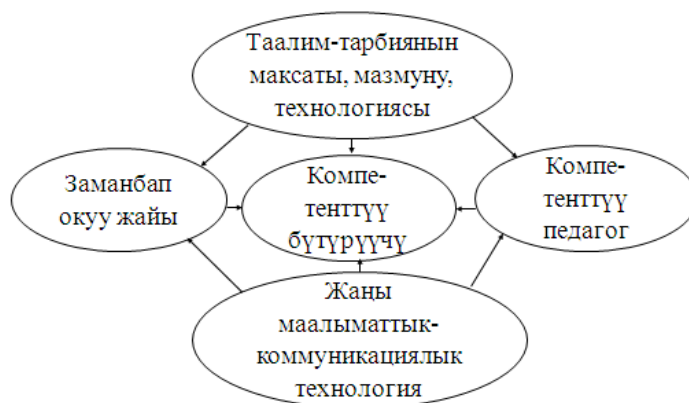 Таалим-тарбиянын
максаты, мазмуну,
технологиясы
Заманбап
окуу жайы
Компе-
тенттүү
бүтүрүүчү
Компе-
тенттүү
педагог
Жаңы
маалыматтык-
коммуникациялык
технология